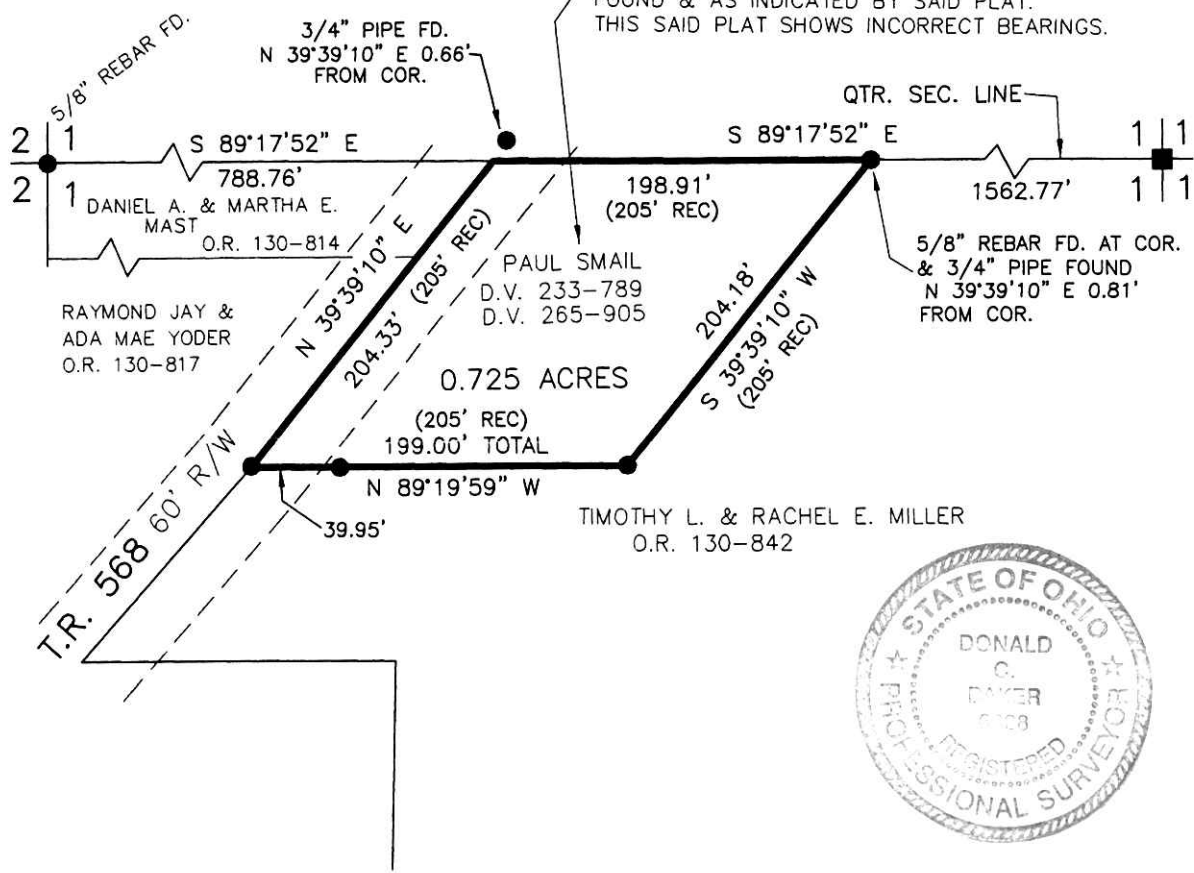 FOUND & AS INDICATED BY SAID PLAT.
THIS SAID PLAT SHOWS INCORRECT BEARINGS.
5/8" REBAR FD.
3/4" PIPE FD.
N 39°39'10" E 0.66'
FROM COR.
QTR. SEC. LINE
2 1
2 1
S 89°17'52" E
788.76'
S 89°17'52" E
198.91'
(205' REC)
1562.77'
1 1
1 1
DANIEL A. & MARTHA E.
MAST
O.R. 130-814
RAYMOND JAY &
ADA MAE YODER
O.R. 130-817
N 39°39'10" E
204.33' (205' REC)
PAUL SMAIL
D.V. 233-789
D.V. 265-905
204.18'
S 39°39'10" W
(205' REC)
5/8" REBAR FD. AT COR.
& 3/4" PIPE FOUND
N 39°39'10" E 0.81'
FROM COR.
0.725 ACRES
(205' REC)
199.00' TOTAL
N 89°19'59" W
39.95'
T.R. 568 60' R/W
TIMOTHY L. & RACHEL E. MILLER
O.R. 130-842
STATE OF OHIO
DONALD
G.
REGISTERED
PROFESSIONAL SURVEYOR